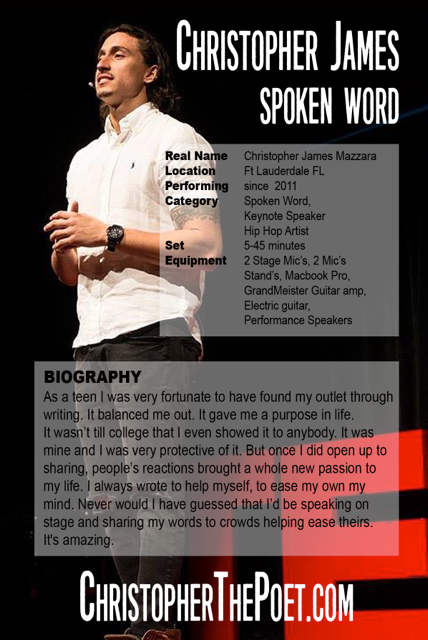 Christopher James
SPOKEN WORD
Real Name Christopher James Mazzara
Location Ft Lauderdale FL
Performing since 2011
Category Spoken Word,
Keynote Speaker
Hip Hop Artist
Set 5-45 minutes
Equipment 2 Stage Mic's, 2 Mic's
Stand's, Macbook Pro,
GrandMeister Guitar amp,
Electric guitar,
Performance Speakers
BIOGRAPHY
As a teen I was very fortunate to have found my outlet through
writing. It balanced me out. It gave me a purpose in life.
It wasn't till college that I even showed it to anybody. It was
mine and I was very protective of it. But once I did open up to
sharing, people's reactions brought a whole new passion to
my life. I always wrote to help myself, to ease my own my
mind. Never would I have guessed that I'd be speaking on
stage and sharing my words to crowds helping ease theirs.
It's amazing.
ChristopherThePoet.com